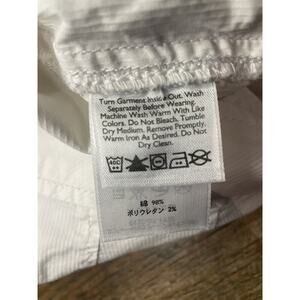 Turn Garment Inside Out. Wash
Separately Before Wearing.
Machine Wash Warm With Like
Colors. Do Not Bleach. Tumble
Dry Medium. Remove Promptly.
Warm Iron As Desired. Do Not
Dry Clean.
40C
綿 98%
ポリウレタン 2%